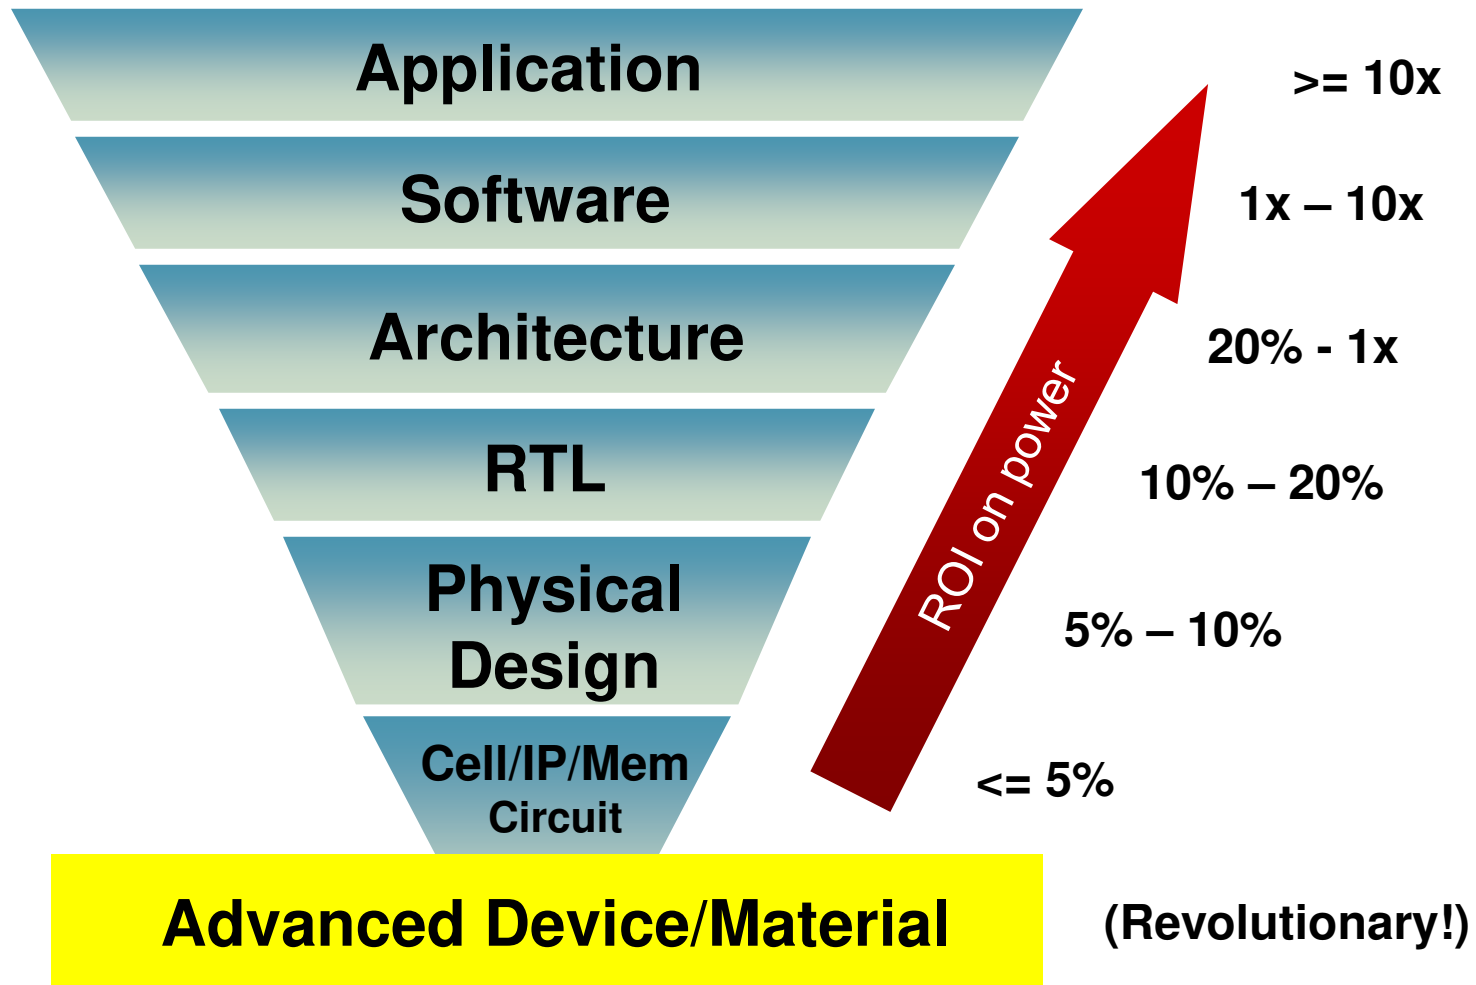 Application
>= 10x
Software
1x – 10x
Architecture
20% - 1x
RTL
10% – 20%
Physical
Design
5% – 10%
ROI on power
Cell/IP/Mem
Circuit
<= 5%
Advanced Device/Material
(Revolutionary!)